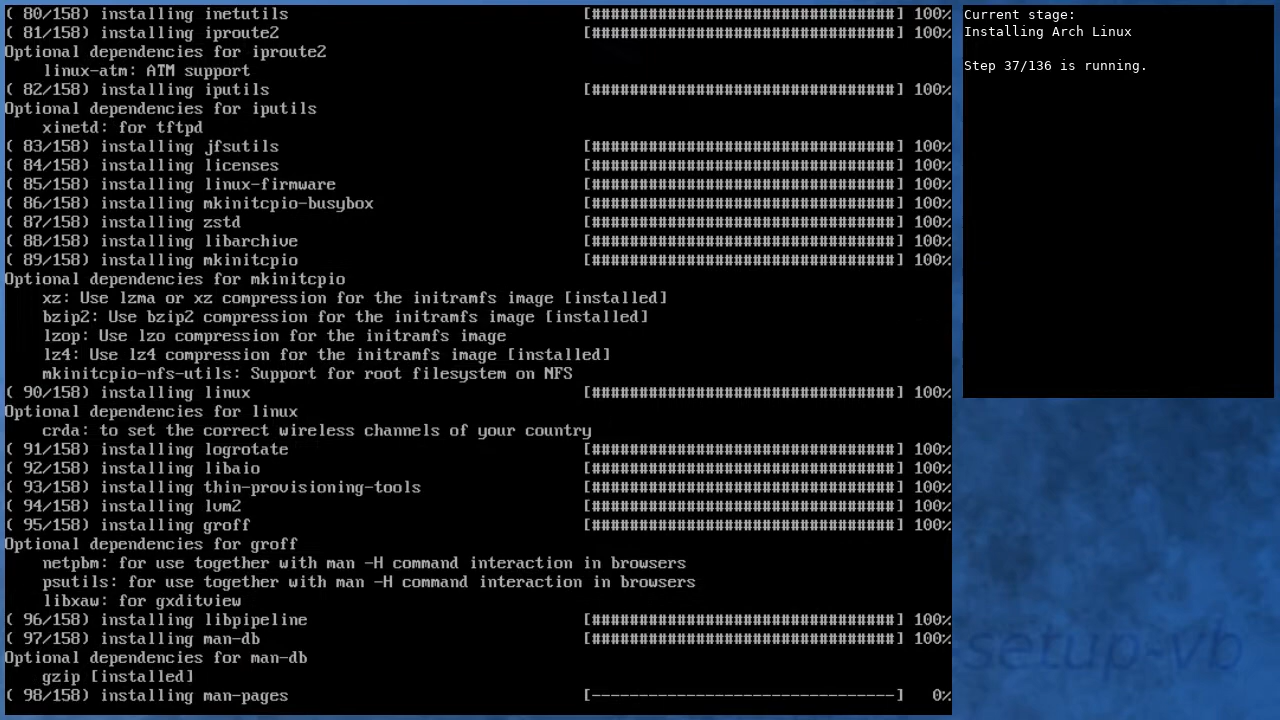 ( 80/158) installing inetutils [################################] 100%
( 81/158) installing iproute2 [################################] 100%
Optional dependencies for iproute2
linux-atm: ATM support
( 82/158) installing iputils [################################] 100%
Optional dependencies for iputils
xinetd: for tftpd
( 83/158) installing jfsutils [################################] 100%
( 84/158) installing licenses [################################] 100%
( 85/158) installing linux-firmware [################################] 100%
( 86/158) installing mkinitcpio-busybox [################################] 100%
( 87/158) installing zstd [################################] 100%
( 88/158) installing libarchive [################################] 100%
( 89/158) installing mkinitcpio [################################] 100%
Optional dependencies for mkinitcpio
xz: Use lzma or xz compression for the initramfs image [installed]
bzip2: Use bzip2 compression for the initramfs image [installed]
lzop: Use lzo compression for the initramfs image
lz4: Use lz4 compression for the initramfs image [installed]
mkinitcpio-nfs-utils: Support for root filesystem on NFS
( 90/158) installing linux [################################] 100%
Optional dependencies for linux
crda: to set the correct wireless channels of your country
( 91/158) installing logrotate [################################] 100%
( 92/158) installing libaio [################################] 100%
( 93/158) installing thin-provisioning-tools [################################] 100%
( 94/158) installing lvm2 [################################] 100%
( 95/158) installing groff [################################] 100%
Optional dependencies for groff
netpbm: for use together with man -H command interaction in browsers
psutils: for use together with man -H command interaction in browsers
libxaw: for gxditview
( 96/158) installing libpipeline [################################] 100%
( 97/158) installing man-db [################################] 100%
Optional dependencies for man-db
gzip [installed]
( 98/158) installing man-pages [--------------------------------] 0%
Current stage:
Installing Arch Linux
Step 37/136 is running.
setup-vb